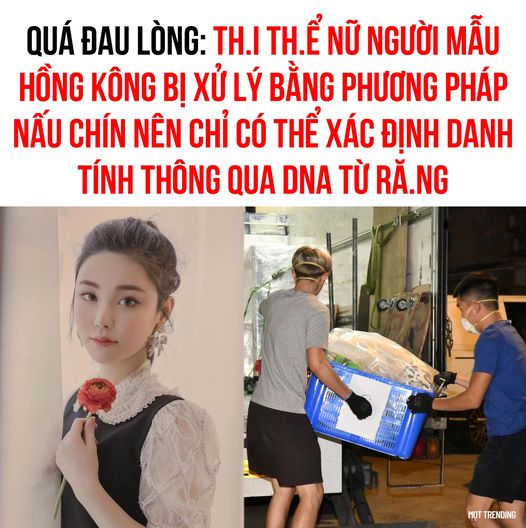 QUÁ ĐAU LÒNG: TH.I TH.Ể NỮ NGƯỜI MẪU
HỒNG KÔNG BỊ XỬ LÝ BẰNG PHƯƠNG PHÁP
NẤU CHÍN NÊN CHỈ CÓ THỂ XÁC ĐỊNH DANH
TÍNH THÔNG QUA DNA TỪ RĂ.NG
MOT TRENDING